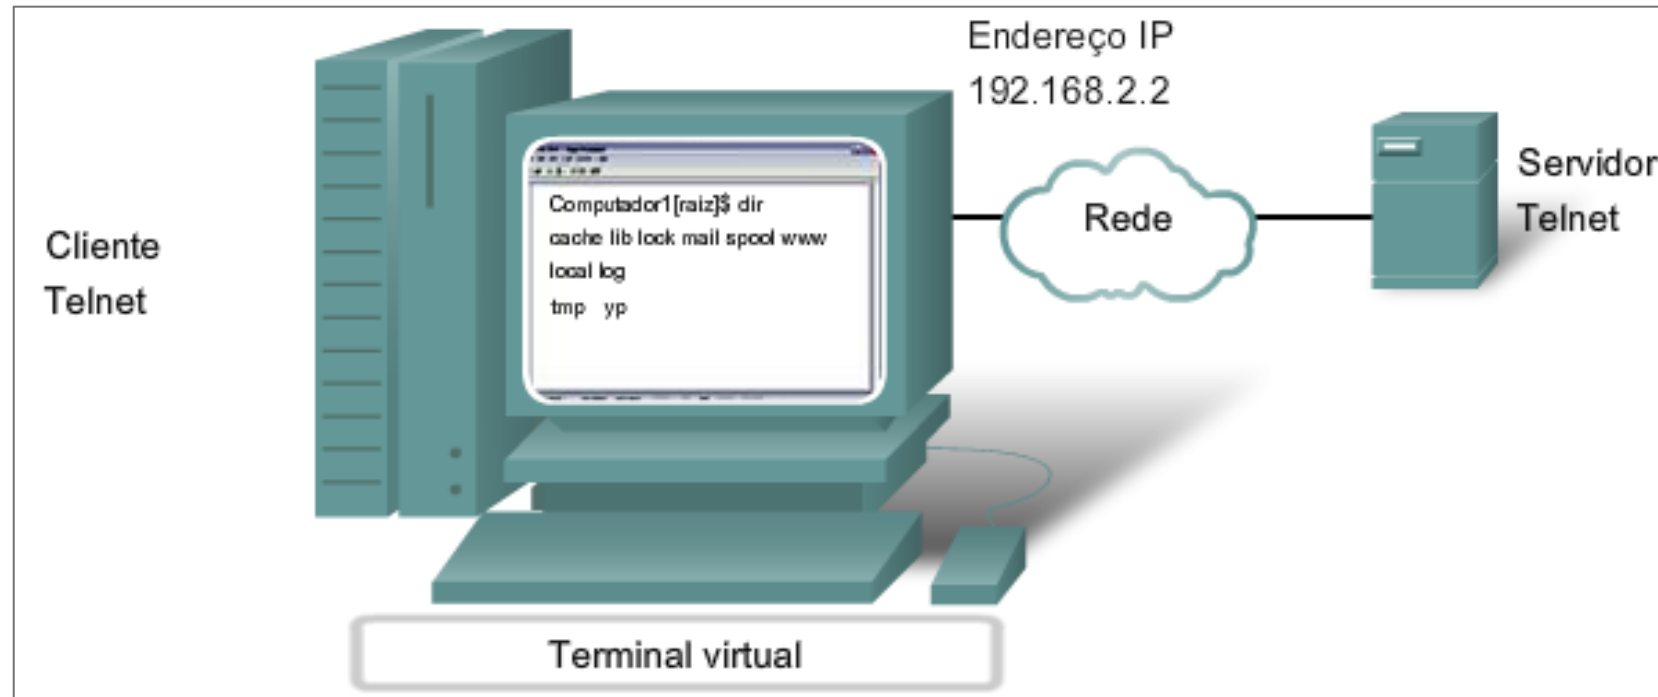 Endereço IP
192.168.2.2
Servidor
Telnet
Rede
Cliente
Telnet
Computador1[raiz]$ dir
cache lib lock mail spool www
local log
tmp yp
Terminal virtual